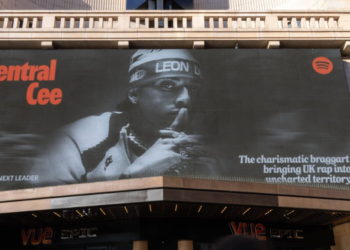 entral
Cee
LEON D
NEXT LEADER
The charismatic braggart
bringing UK rap into
uncharted territory
vue EPIC
vue EPIC